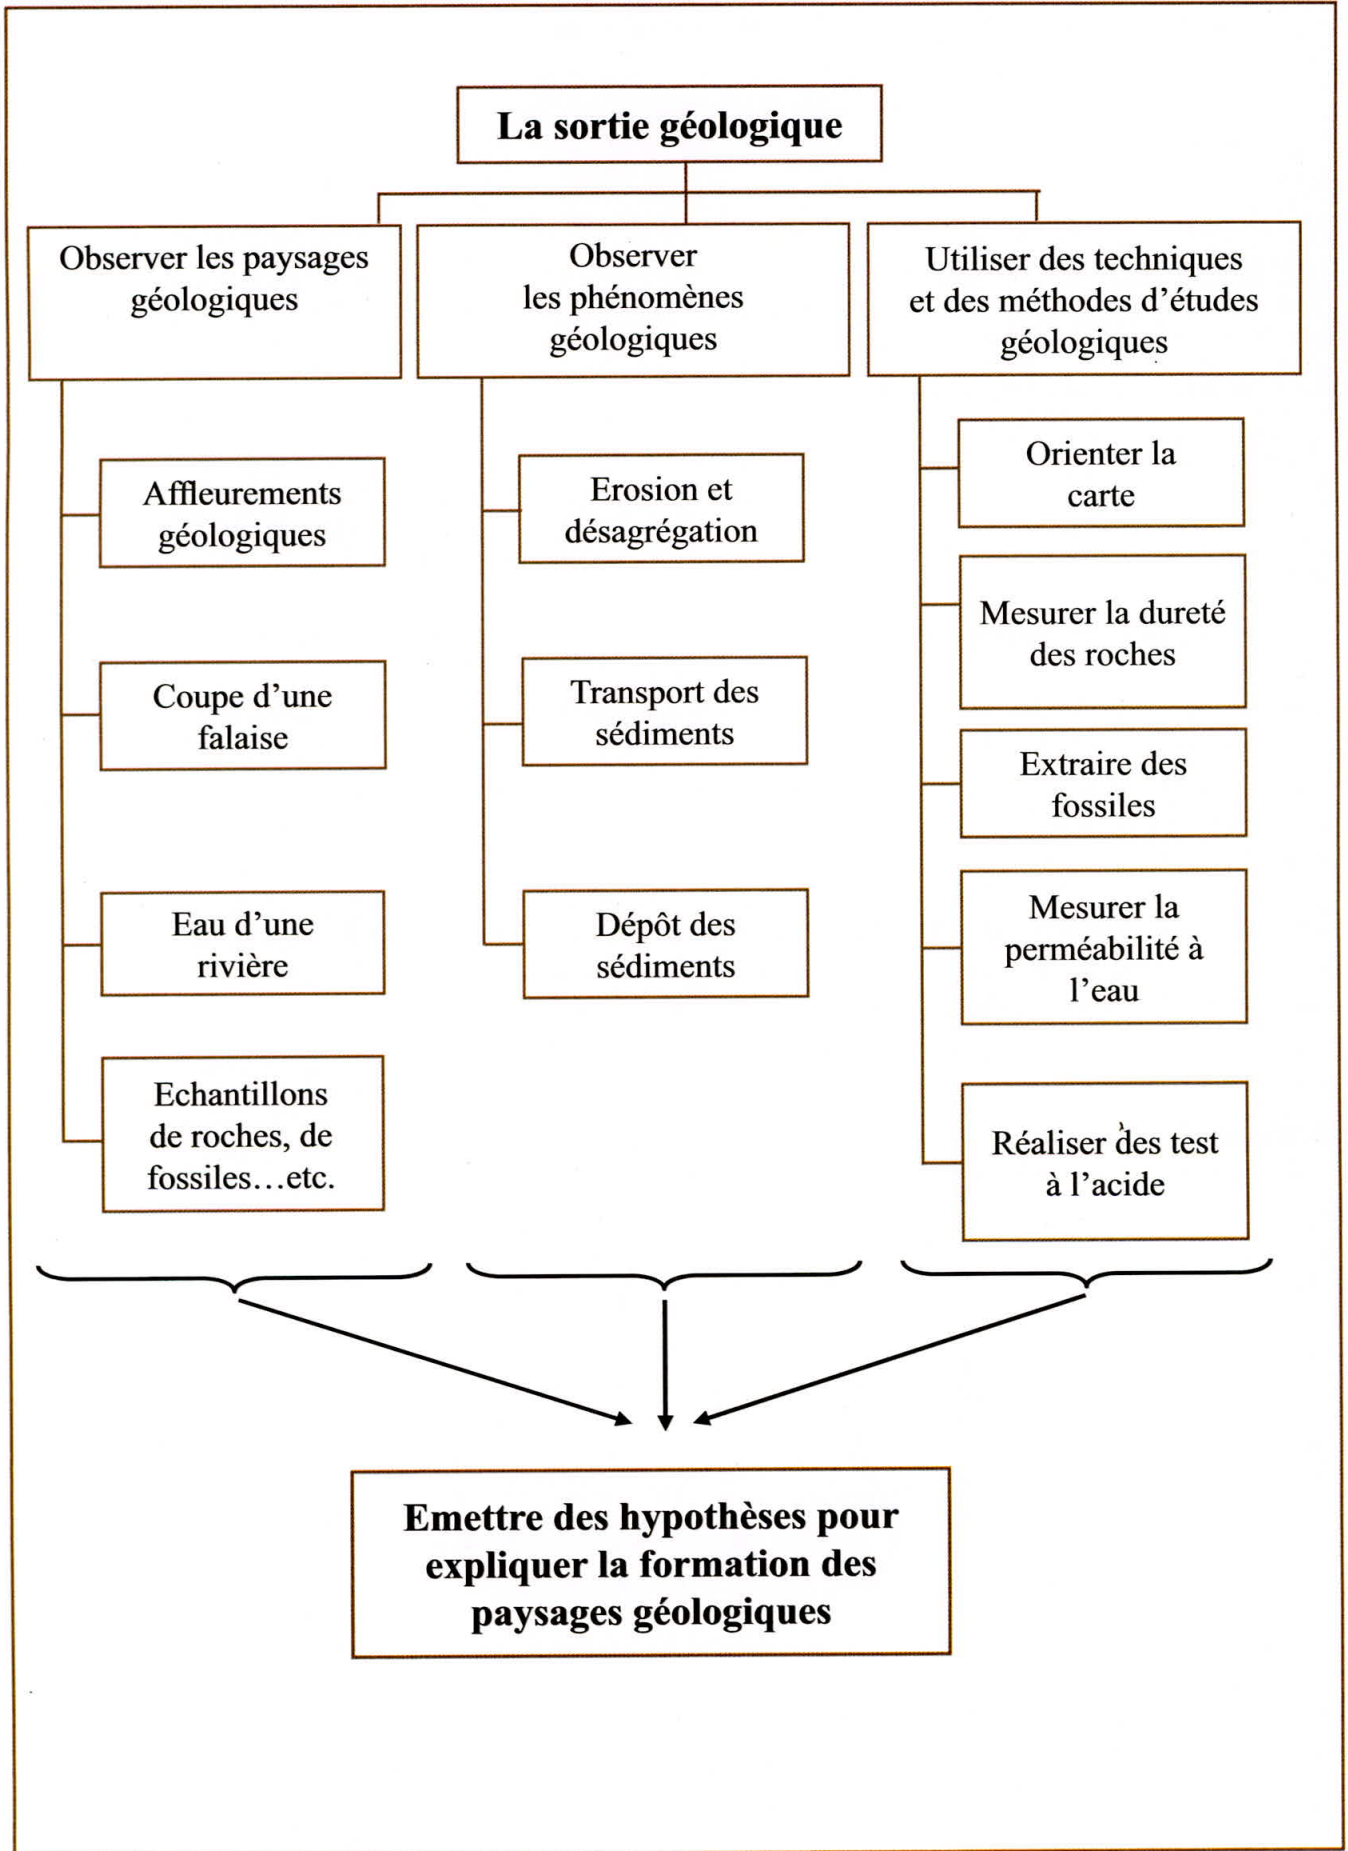 La sortie géologique
Observer les paysages
géologiques
Affleurements
géologiques
Coupe d’une
falaise
Eau d’une
rivière
Echantillons
de roches, de
fossiles…etc.
Observer
les phénomènes
géologiques
Erosion et
désagrégation
Transport des
sédiments
Dépôt des
sédiments
Utiliser des techniques
et des méthodes d’études
géologiques
Orienter la
carte
Mesurer la dureté
des roches
Extraire des
fossiles
Mesurer la
perméabilité à
l’eau
Réaliser des test
à l’acide
Emettre des hypothèses pour
expliquer la formation des
paysages géologiques